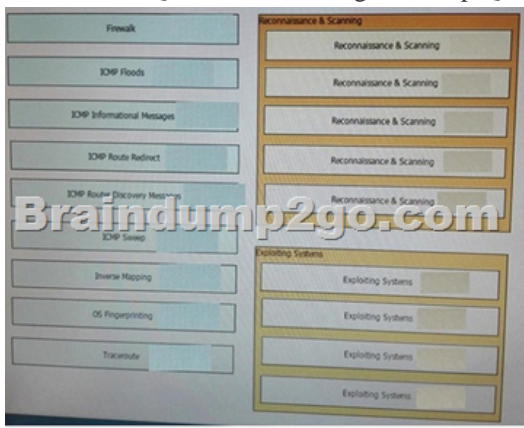 Firewalk
ICMP Floods
ICMP Informational Messages
ICMP Route Redirect
ICMP Router Discovery Messages
ICMP Sweep
Inverse Mapping
OS Fingerprinting
Traceroute
Reconnaissance & Scanning
Reconnaissance & Scanning
Reconnaissance & Scanning
Reconnaissance & Scanning
Reconnaissance & Scanning
Reconnaissance & Scanning
Braindump2go.com
Exploiting Systems
Exploiting Systems
Exploiting Systems
Exploiting Systems
Exploiting Systems